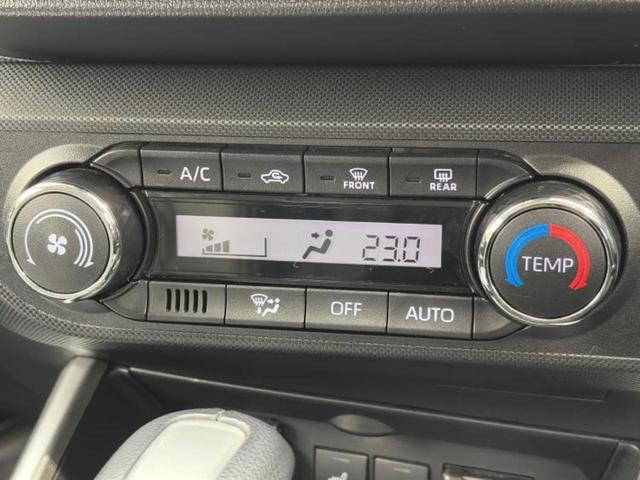 A/C
FRONT
REAR
23.0
TEMP
OFF
AUTO